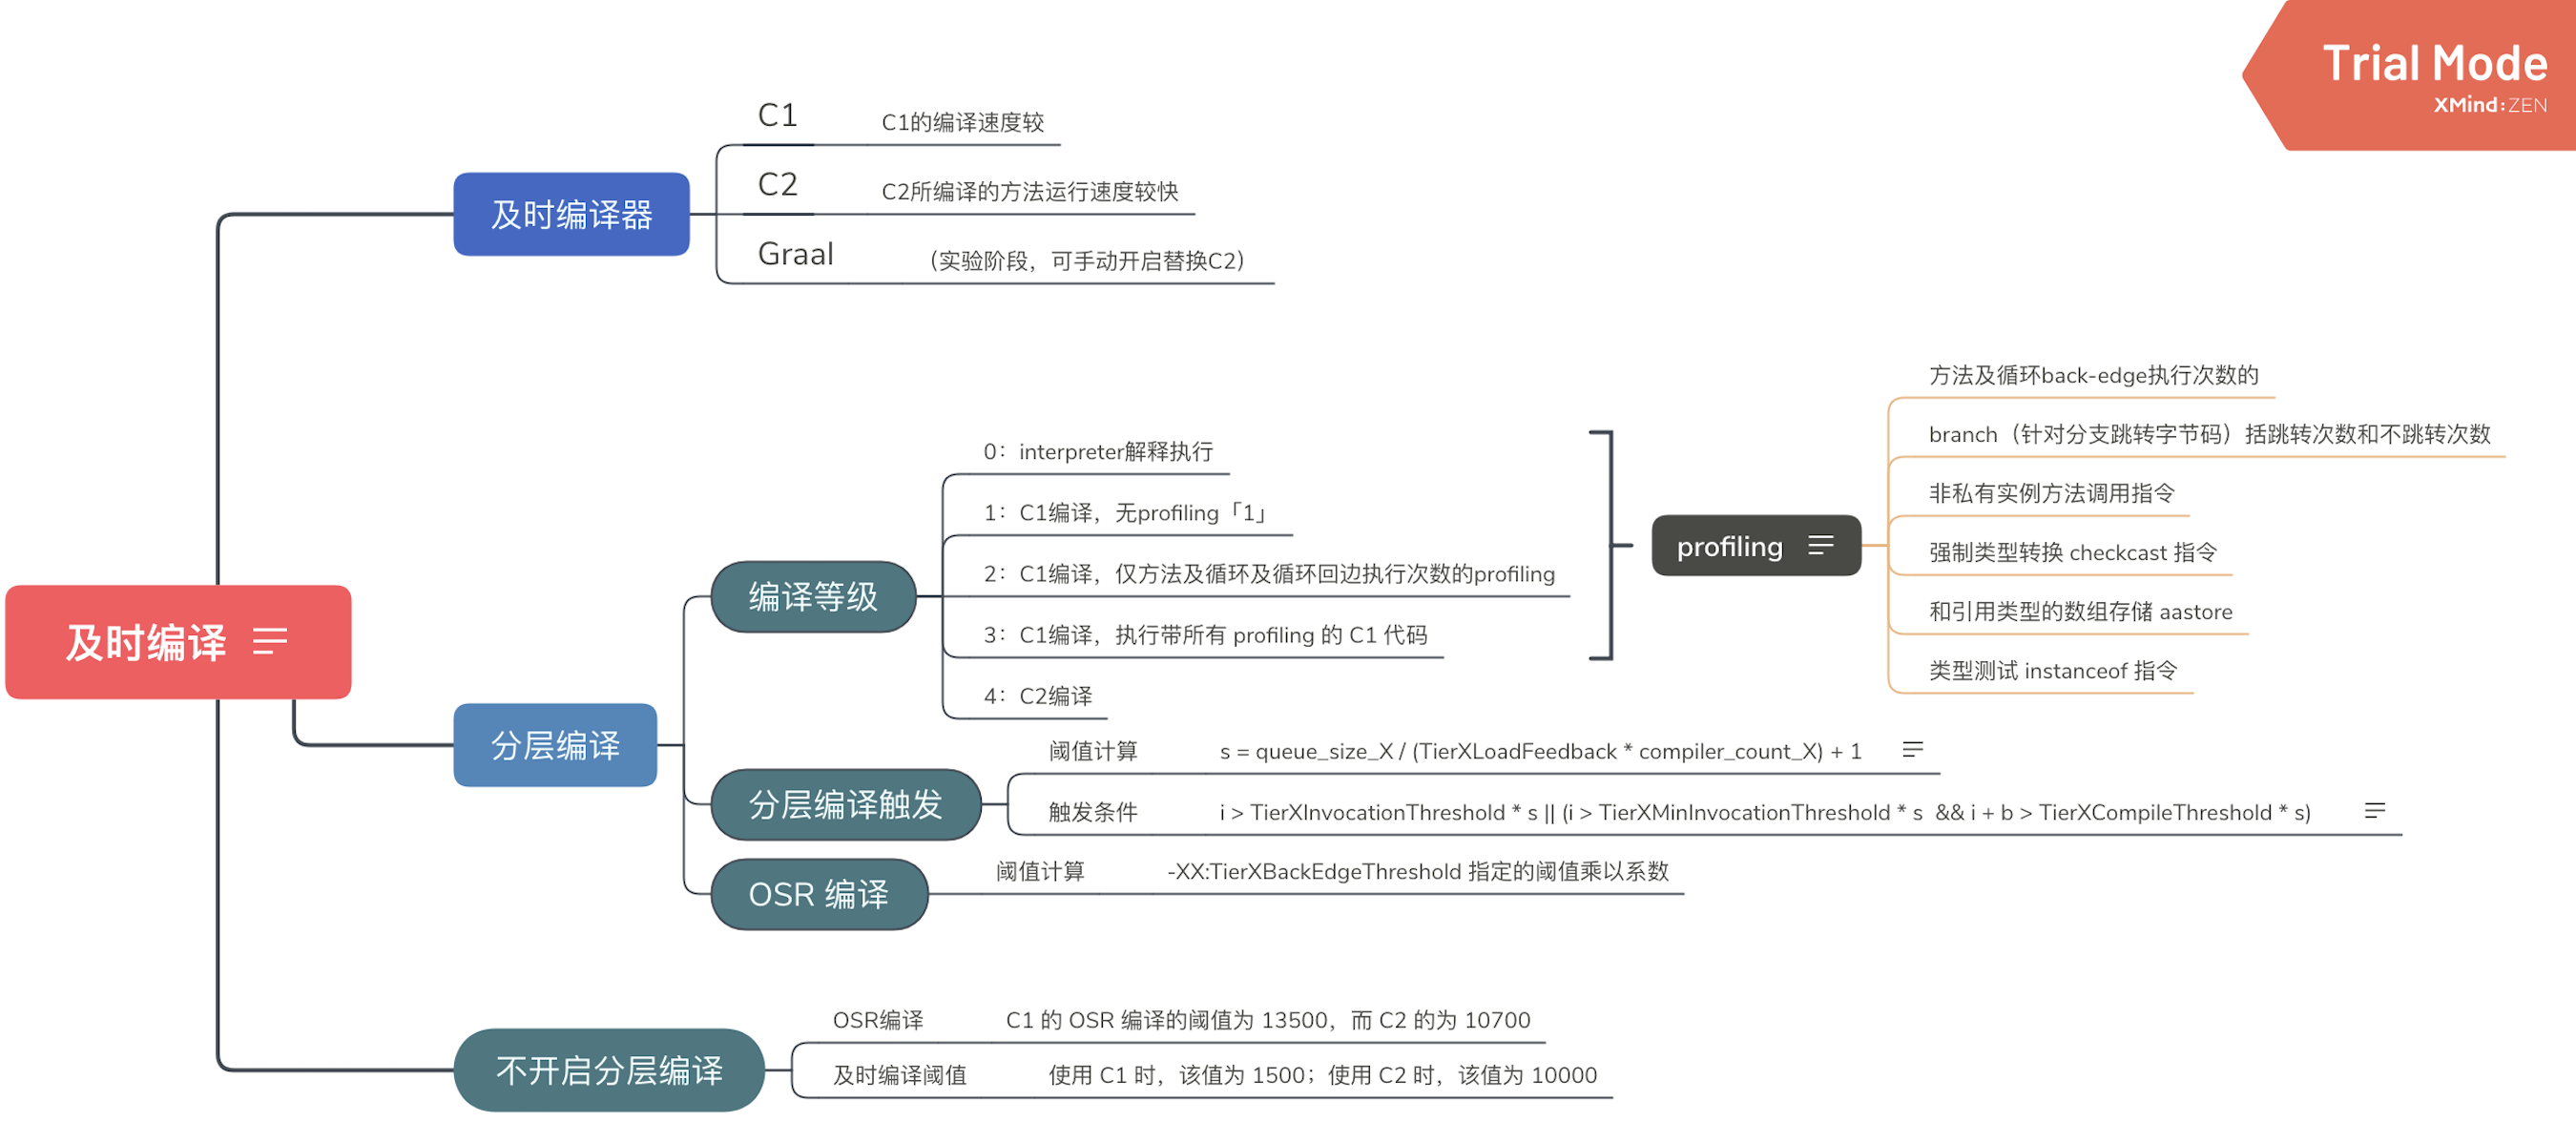 Trial Mode
XMind:ZEN
及时编译
及时编译器
C1
C1的编译速度较
C2
C2所编译的方法运行速度较快
Graal
（实验阶段，可手动开启替换C2）
分层编译
编译等级
0：interpreter解释执行
1：C1编译，无profiling「1」
2：C1编译，仅方法及循环及循环回边执行次数的profiling
3：C1编译，执行带所有 profiling 的 C1 代码
4：C2编译
profiling
方法及循环back-edge执行次数的
branch（针对分支跳转字节码）括跳转次数和不跳转次数
非私有实例方法调用指令
强制类型转换 checkcast 指令
和引用类型的数组存储 aastore
类型测试 instanceof 指令
分层编译触发
阈值计算
s = queue_size_X / (TierXLoadFeedback * compiler_count_X) + 1
触发条件
i > TierXInvocationThreshold * s || (i > TierXMinInvocationThreshold * s  && i + b > TierXCompileThreshold * s)
OSR 编译
阈值计算
-XX:TierXBackEdgeThreshold 指定的阈值乘以系数
不开启分层编译
OSR编译
C1 的 OSR 编译的阈值为 13500，而 C2 的为 10700
及时编译阈值
使用 C1 时，该值为 1500；使用 C2 时，该值为 10000